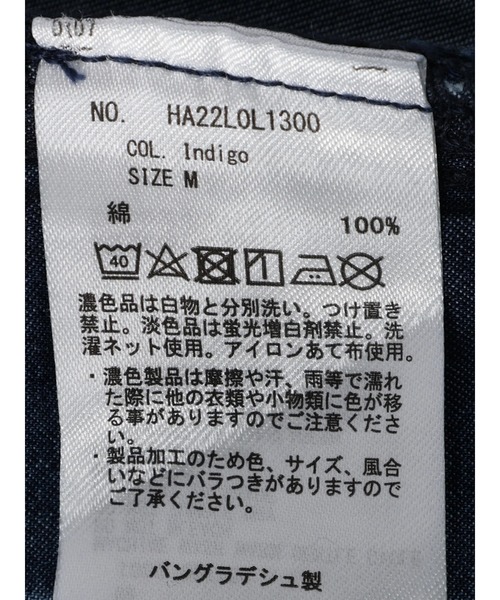 0307
NO. HA22L0L1300
COL. Indigo
SIZE M
綿 100%
40
濃色品は白物と分別洗い。つけ置き
禁止。淡色品は蛍光増白剤禁止。洗
濯ネット使用。アイロンあて布使用。
・濃色製品は摩擦や汗、雨等で濡れ
た際に他の衣類や小物類に色が移
る事がありますのでご注意くださ
い。
・製品加工のため色、サイズ、風合
いなどにバラつきがありますので
ご了承ください。
バングラデシュ製